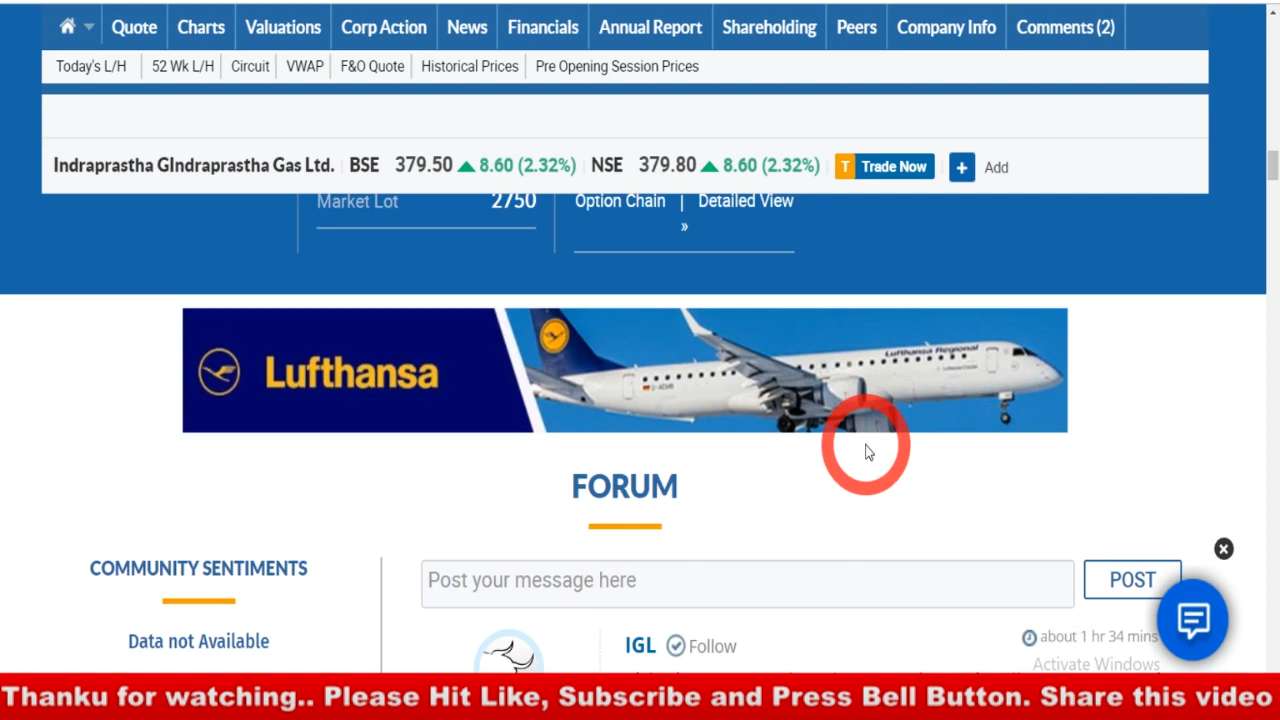 Quote Charts Valuations Corp Action News Financials Annual Report Shareholding Peers Company Info Comments (2)
Today's L/H 52 Wk L/H Circuit VWAP F&O Quote Historical Prices Pre Opening Session Prices
Indraprastha GIndraprastha Gas Ltd. BSE 379.50 8.60 (2.32%) NSE 379.80 8.60 (2.32%) T Trade Now + Add
Market Lot 2750 Option Chain | Detailed View
»
Lufthansa
Lufthansa Regional
FORUM
COMMUNITY SENTIMENTS
Post your message here
POST
Data not Available
IGL Follow
about 1 hr 34 mins
Activate Windows
Thanku for watching.. Please Hit Like, Subscribe and Press Bell Button. Share this video